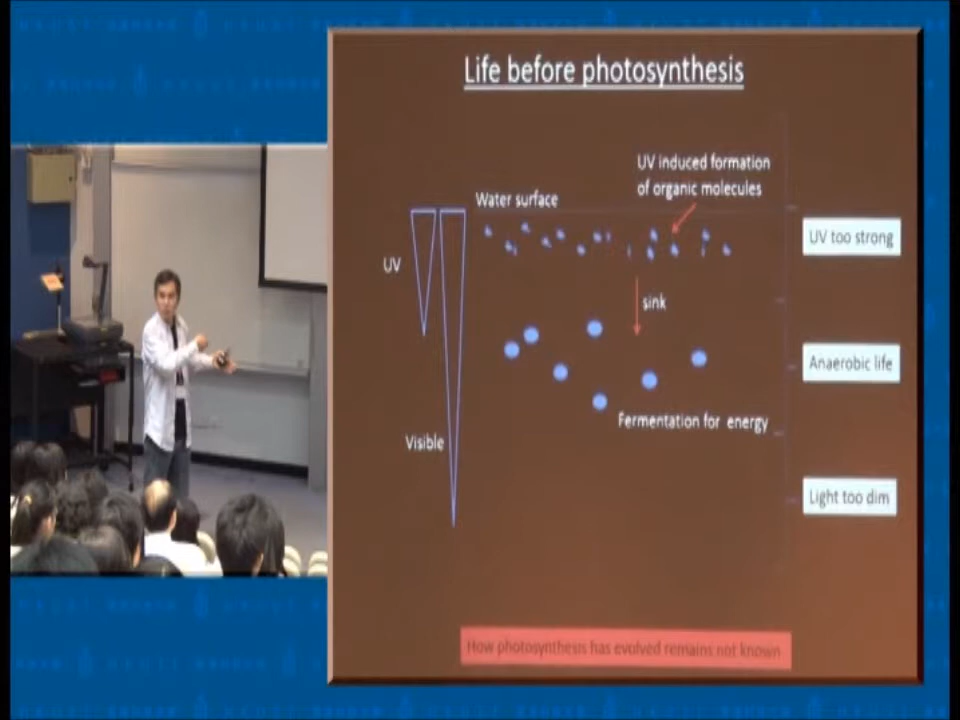 Life before photosynthesis
UV induced formation
of organic molecules
Water surface
UV too strong
UV
sink
Anaerobic life
Fermentation for energy
Visible
Light too dim
How photosynthesis has evolved remains not known